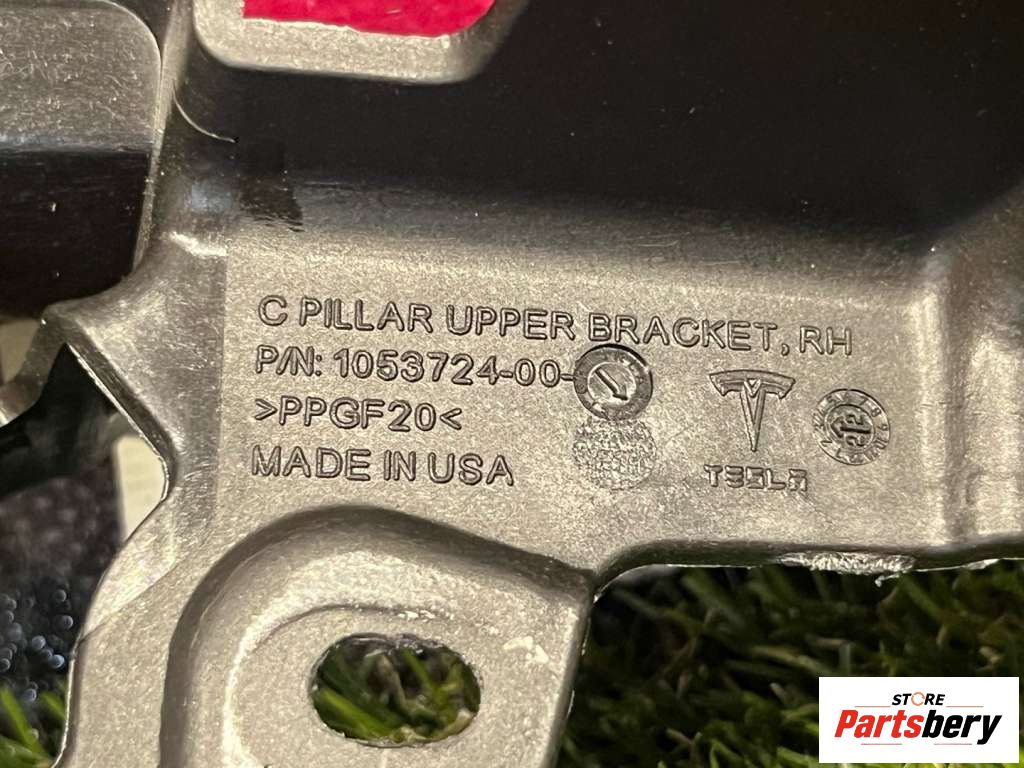 C PILLAR UPPER BRACKET, RH
P/N: 1053724-00-
>PPGF20<
MADE IN USA
TESLA
STORE
Partsbery